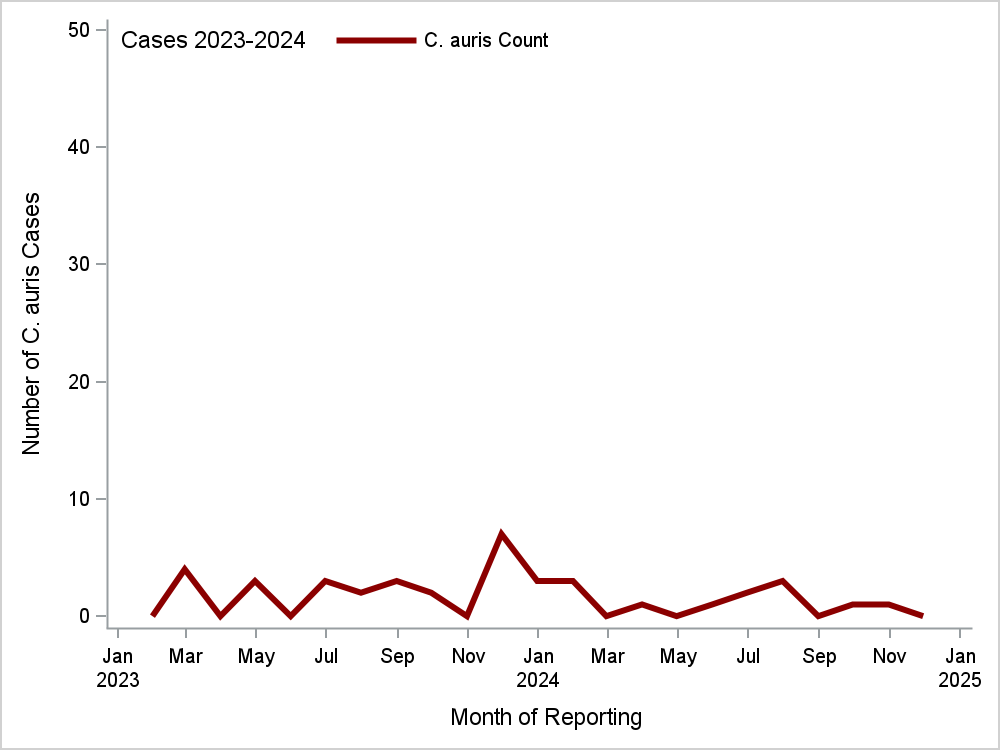 Cases 2023-2024 C. auris Count
Number of C. auris Cases
50
40
30
20
10
0
Jan Mar May Jul Sep Nov Jan Mar May Jul Sep Nov Jan
2023 2024 2025
Month of Reporting